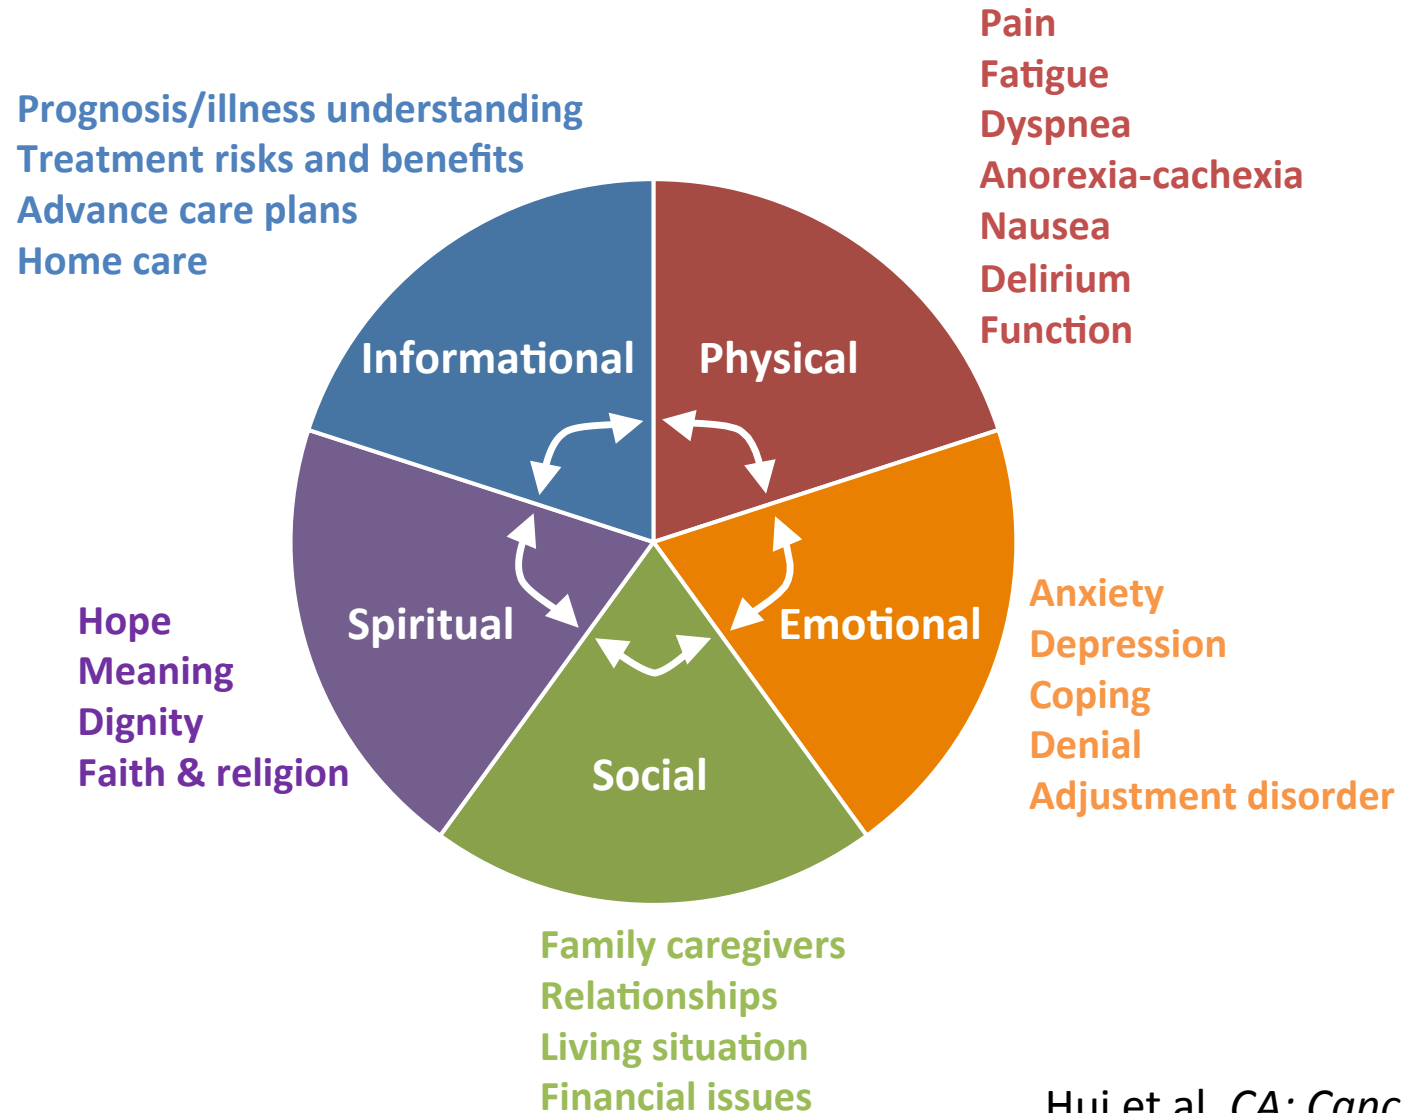 Prognosis/illness understanding
Treatment risks and benefits
Advance care plans
Home care
Pain
Fatigue
Dyspnea
Anorexia-cachexia
Nausea
Delirium
Function
Informational
Physical
Spiritual
Emotional
Social
Hope
Meaning
Dignity
Faith & religion
Anxiety
Depression
Coping
Denial
Adjustment disorder
Family caregivers
Relationships
Living situation
Financial issues
Hui et al. CA: Canc